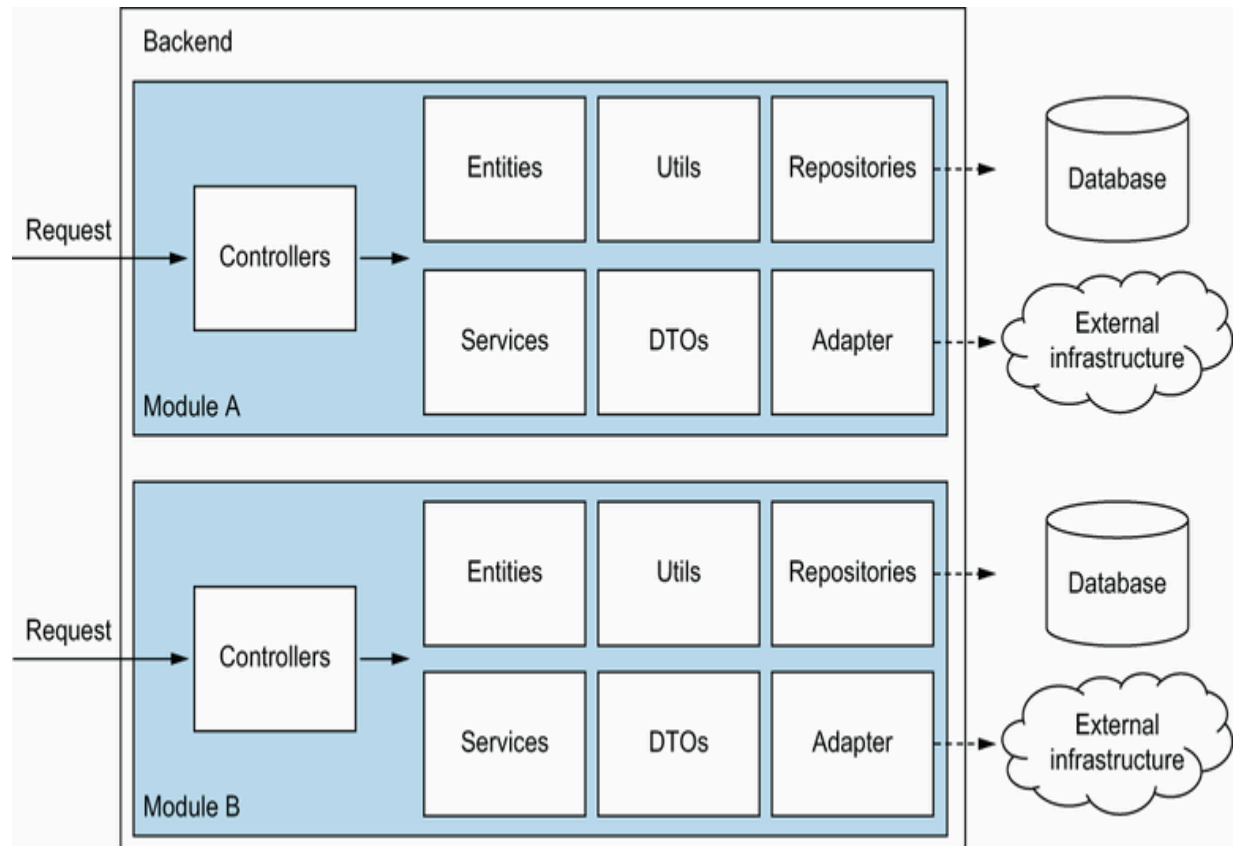 Backend
Entities
Utils
Repositories
Database
Request
Controllers
Services
DTOs
Adapter
External
infrastructure
Module A
Entities
Utils
Repositories
Database
Request
Controllers
Services
DTOs
Adapter
External
infrastructure
Module B